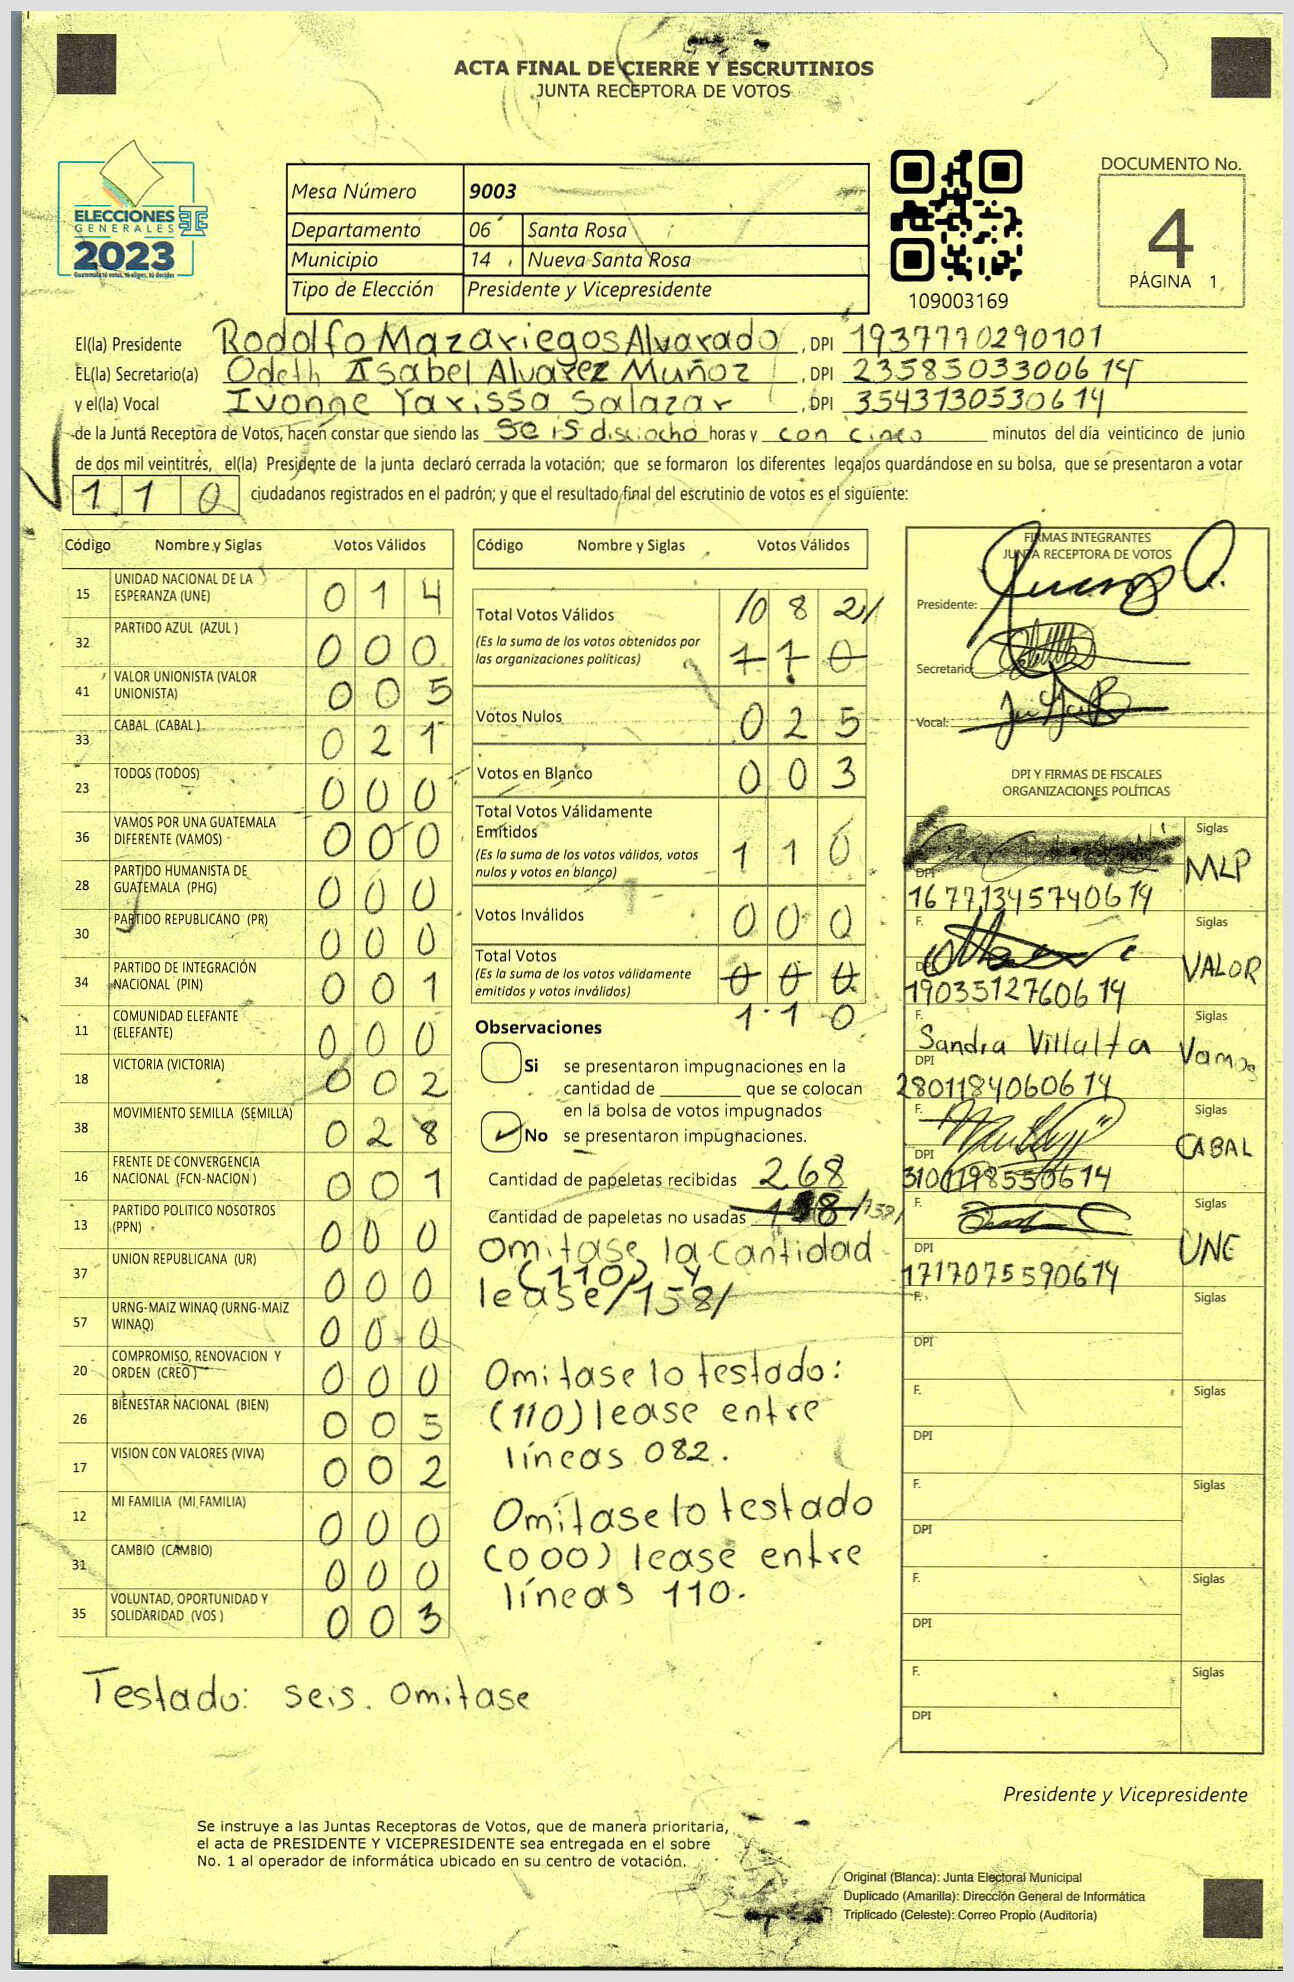 ACTA FINAL DE CIERRE Y ESCRUTINIOS
JUNTA RECEPTORA DE VOTOS
ELECCIONES
GENERALES
2023
Guatemala tú votas, tú eliges, tú decides
Mesa Número 9003
Departamento 06 Santa Rosa
Municipio 14 Nueva Santa Rosa
Tipo de Elección Presidente y Vicepresidente
109003169
DOCUMENTO No.
4
PÁGINA 1
El(la) Presidente Rodolfo Mazariegos Alvarado, DPI 1937770290101
EL(la) Secretario(a) Odeth Isabel Alvarez Muñoz, DPI 2358503300614
y el(la) Vocal Ivonne Yarissa Salazar, DPI 3543730530614
de la Junta Receptora de Votos, hacen constar que siendo las seis disciocho horas y con cinco minutos del día veinticinco de junio
de dos mil veintitrés, el(la) Presidente de la junta declaró cerrada la votación; que se formaron los diferentes legajos guardándose en su bolsa, que se presentaron a votar
110 ciudadanos registrados en el padrón; y que el resultado final del escrutinio de votos es el siguiente:
Código Nombre y Siglas Votos Válidos
15 UNIDAD NACIONAL DE LA ESPERANZA (UNE) 0 1 4
32 PARTIDO AZUL (AZUL ) 0 0 0
41 VALOR UNIONISTA (VALOR UNIONISTA) 0 0 5
33 CABAL (CABAL ) 0 2 1
23 TODOS (TODOS) 0 0 0
36 VAMOS POR UNA GUATEMALA DIFERENTE (VAMOS) 0 0 0
28 PARTIDO HUMANISTA DE GUATEMALA (PHG) 0 0 0
30 PARTIDO REPUBLICANO (PR) 0 0 0
34 PARTIDO DE INTEGRACIÓN NACIONAL (PIN) 0 0 1
11 COMUNIDAD ELEFANTE (ELEFANTE) 0 0 0
18 VICTORIA (VICTORIA) 0 0 2
38 MOVIMIENTO SEMILLA (SEMILLA) 0 2 8
16 FRENTE DE CONVERGENCIA NACIONAL (FCN-NACION ) 0 0 1
13 PARTIDO POLITICO NOSOTROS (PPN) 0 0 0
37 UNION REPUBLICANA (UR) 0 0 0
57 URNG-MAIZ WINAQ (URNG-MAIZ WINAQ) 0 0 0
20 COMPROMISO, RENOVACION Y ORDEN (CREO ) 0 0 0
26 BIENESTAR NACIONAL (BIEN) 0 0 5
17 VISION CON VALORES (VIVA) 0 0 2
12 MI FAMILIA (MI FAMILIA) 0 0 0
31 CAMBIO (CAMBIO) 0 0 0
35 VOLUNTAD, OPORTUNIDAD Y SOLIDARIDAD (VOS ) 0 0 3
Testado: seis. Omitase
Código Nombre y Siglas Votos Válidos
Total Votos Válidos /0 8 2/
(Es la suma de los votos obtenidos por las organizaciones políticas) 1 1 0
Votos Nulos 0 2 5
Votos en Blanco 0 0 3
Total Votos Válidamente Emitidos
(Es la suma de los votos válidos, votos nulos y votos en blanco) 1 1 0
Votos Inválidos 0 0 0
Total Votos
(Es la suma de los votos válidamente emitidos y votos inválidos) 0 0 0
1 1 0
Observaciones
Si se presentaron impugnaciones en la
cantidad de ________ que se colocan
en la bolsa de votos impugnados
No se presentaron impugnaciones.
Cantidad de papeletas recibidas 268
Cantidad de papeletas no usadas /158/
Omitase la cantidad
(110) y
lease/158/
Omitase lo testado:
(110) lease entre
líneas 082.
Omitase lo testado
(000) lease entre
líneas 110.
FIRMAS INTEGRANTES
JUNTA RECEPTORA DE VOTOS
Presidente:
Secretario:
Vocal:
DPI Y FIRMAS DE FISCALES
ORGANIZACIONES POLÍTICAS
F. Siglas
DPI 16771345740614 MLP
F. Siglas
DPI 1903512760614 VALOR
F. Sandra Villalta Siglas
DPI 2801184060614 Vamos
F. Siglas
DPI 3101198550614 CABAL
F. Siglas
DPI 1717075590614 UNE
F. Siglas
DPI
F. Siglas
DPI
F. Siglas
DPI
F. Siglas
DPI
F. Siglas
DPI
Presidente y Vicepresidente
Se instruye a las Juntas Receptoras de Votos, que de manera prioritaria,
el acta de PRESIDENTE Y VICEPRESIDENTE sea entregada en el sobre
No. 1 al operador de informática ubicado en su centro de votación.
Original (Blanca): Junta Electoral Municipal
Duplicado (Amarilla): Dirección General de Informática
Triplicado (Celeste): Correo Propio (Auditoría)